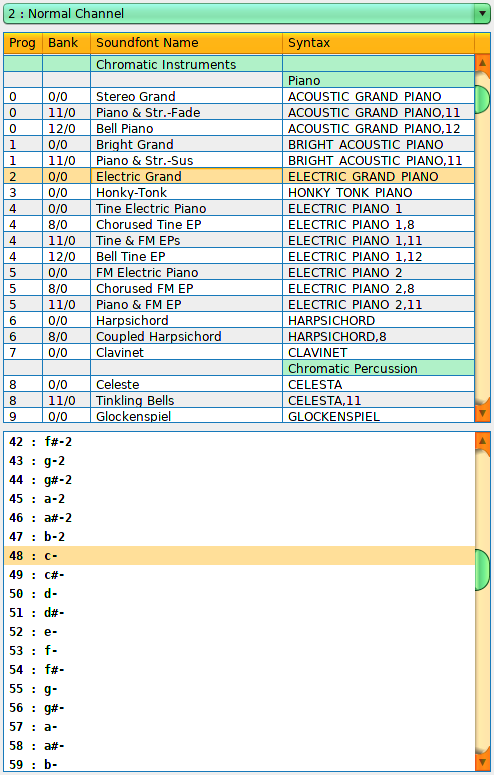 2 : Normal Channel
Prog Bank Soundfont Name Syntax
Chromatic Instruments
Piano
0 0/0 Stereo Grand ACOUSTIC GRAND PIANO
0 11/0 Piano & Str.-Fade ACOUSTIC GRAND PIANO,11
0 12/0 Bell Piano ACOUSTIC GRAND PIANO,12
1 0/0 Bright Grand BRIGHT ACOUSTIC PIANO
1 11/0 Piano & Str.-Sus BRIGHT ACOUSTIC PIANO,11
2 0/0 Electric Grand ELECTRIC GRAND PIANO
3 0/0 Honky-Tonk HONKY TONK PIANO
4 0/0 Tine Electric Piano ELECTRIC PIANO 1
4 8/0 Chorused Tine EP ELECTRIC PIANO 1,8
4 11/0 Tine & FM EPs ELECTRIC PIANO 1,11
4 12/0 Bell Tine EP ELECTRIC PIANO 1,12
5 0/0 FM Electric Piano ELECTRIC PIANO 2
5 8/0 Chorused FM EP ELECTRIC PIANO 2,8
5 11/0 Piano & FM EP ELECTRIC PIANO 2,11
6 0/0 Harpsichord HARPSICHORD
6 8/0 Coupled Harpsichord HARPSICHORD,8
7 0/0 Clavinet CLAVINET
Chromatic Percussion
8 0/0 Celeste CELESTA
8 11/0 Tinkling Bells CELESTA,11
9 0/0 Glockenspiel GLOCKENSPIEL
42 : f#-2
43 : g-2
44 : g#-2
45 : a-2
46 : a#-2
47 : b-2
48 : c-
49 : c#-
50 : d-
51 : d#-
52 : e-
53 : f-
54 : f#-
55 : g-
56 : g#-
57 : a-
58 : a#-
59 : b-